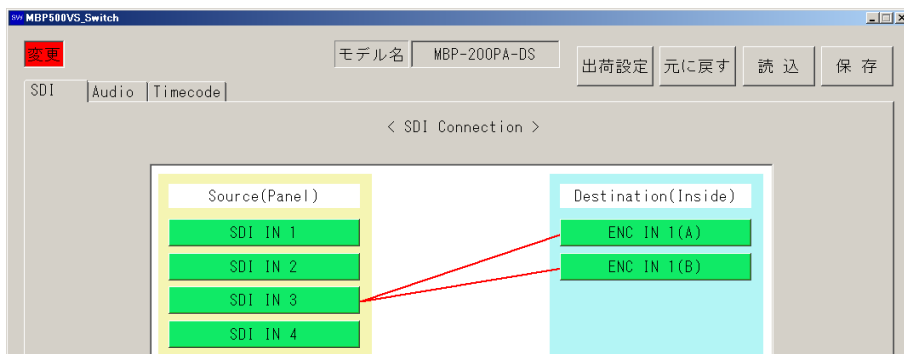 SW MBP500VS_Switch
変更
モデル名 MBP-200PA-DS
出荷設定 元に戻す 読 込 保 存
SDI Audio Timecode
< SDI Connection >
Source(Panel) Destination(Inside)
SDI IN 1 ENC IN 1(A)
SDI IN 2 ENC IN 1(B)
SDI IN 3
SDI IN 4